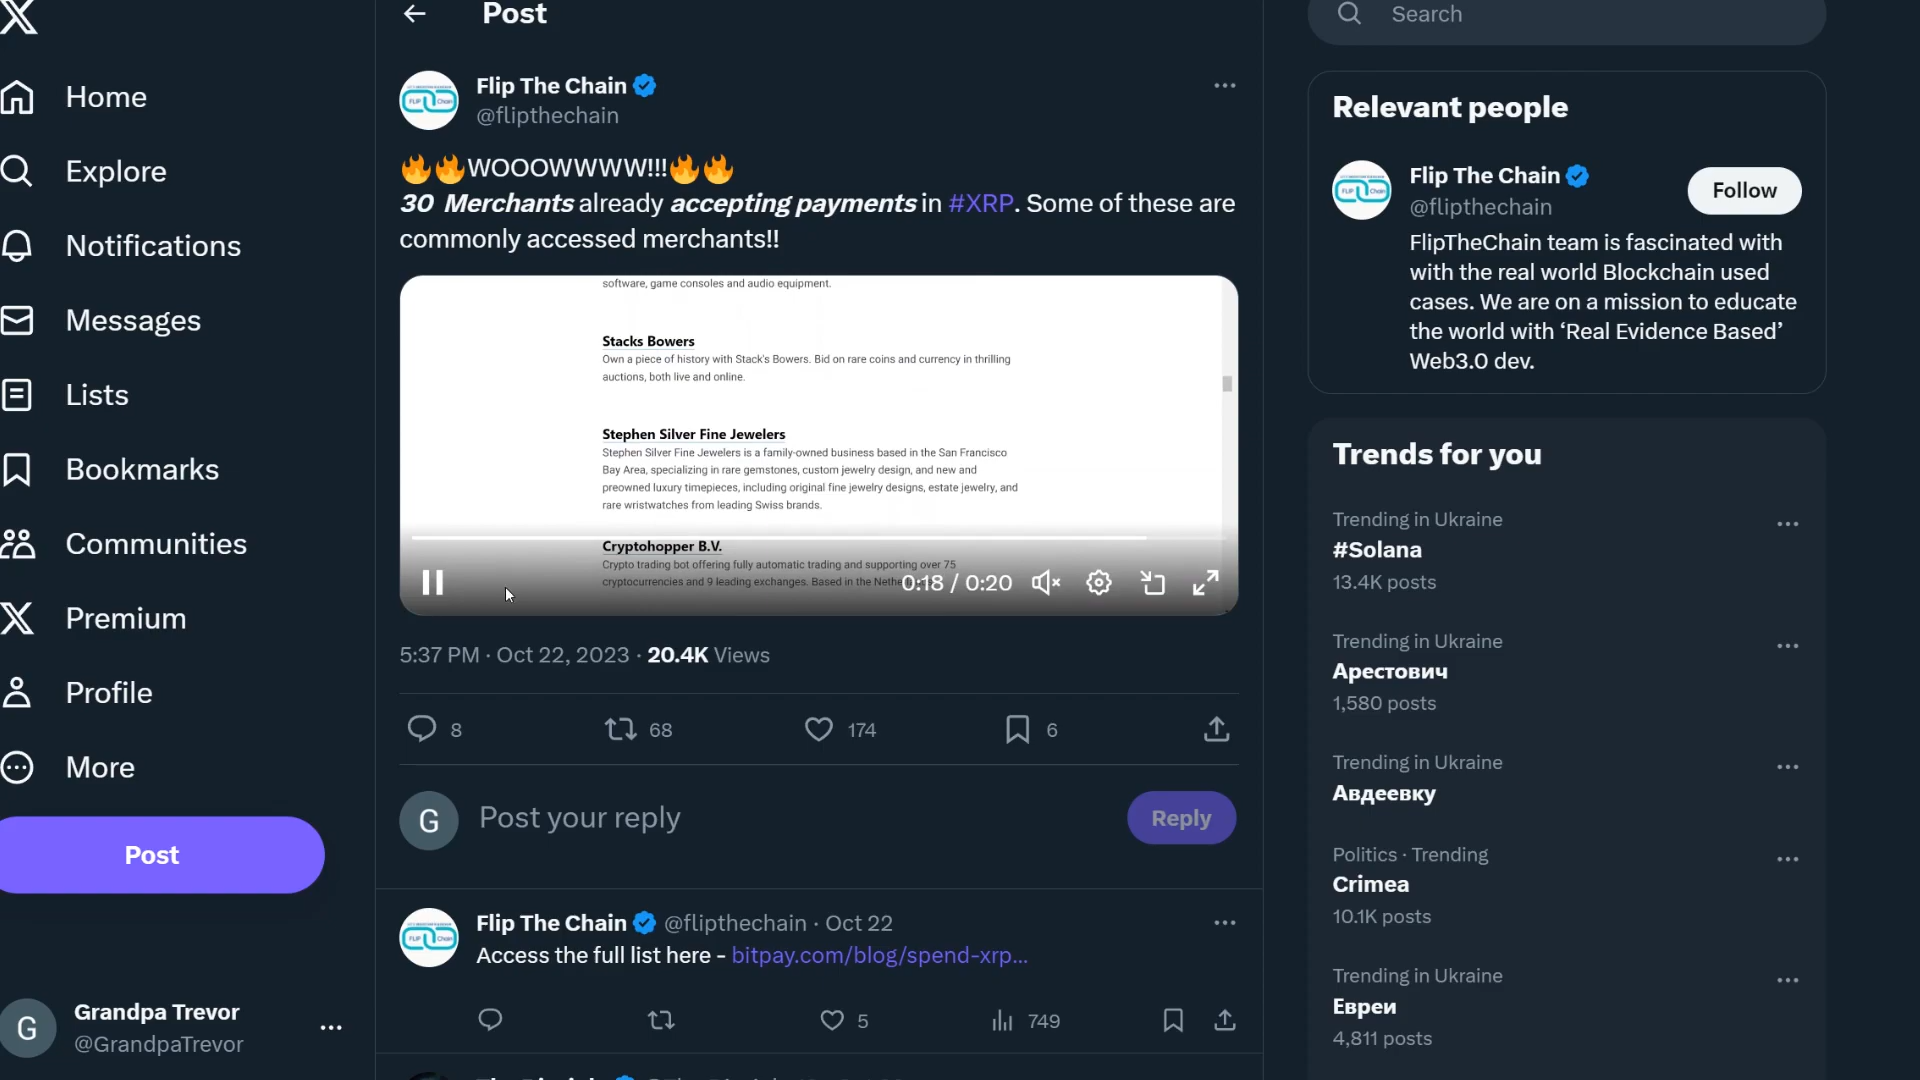 Post
Search
Home
Explore
Notifications
Messages
Lists
Bookmarks
Communities
Premium
Profile
More
Post
Grandpa Trevor
@GrandpaTrevor
G
Flip The Chain
@flipthechain
🔥🔥WOOOWWWW!!!🔥🔥
30 Merchants already accepting payments in #XRP. Some of these are
commonly accessed merchants!!
software, game consoles and audio equipment.
Stacks Bowers
Own a piece of history with Stack's Bowers. Bid on rare coins and currency in thrilling
auctions, both live and online.
Stephen Silver Fine Jewelers
Stephen Silver Fine Jewelers is a family-owned business based in the San Francisco
Bay Area, specializing in rare gemstones, custom jewelry design, and new and
preowned luxury timepieces, including original fine jewelry designs, estate jewelry, and
rare wristwatches from leading Swiss brands.
Cryptohopper B.V.
Crypto trading bot offering fully automatic trading and supporting over 75
cryptocurrencies and 9 leading exchanges. Based in the
0:18 / 0:20
5:37 PM · Oct 22, 2023 · 20.4K Views
8 68 174 6
G
Post your reply
Reply
Flip The Chain @flipthechain · Oct 22
Access the full list here - bitpay.com/blog/spend-xrp...
5 749
Relevant people
Flip The Chain
@flipthechain
Follow
FlipTheChain team is fascinated with
with the real world Blockchain used
cases. We are on a mission to educate
the world with ‘Real Evidence Based’
Web3.0 dev.
Trends for you
Trending in Ukraine
#Solana
13.4K posts
Trending in Ukraine
Арестович
1,580 posts
Trending in Ukraine
Авдеевку
Politics · Trending
Crimea
10.1K posts
Trending in Ukraine
Евреи
4,811 posts